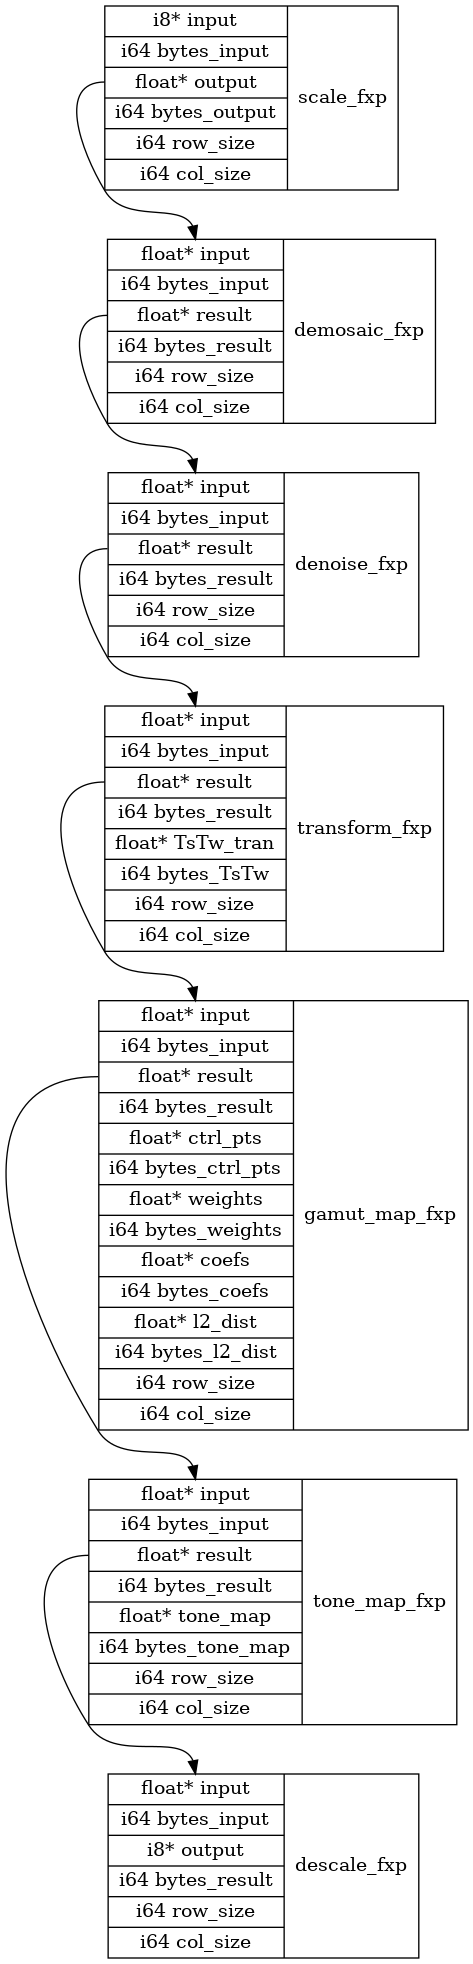 i8* input
i64 bytes_input
float* output
i64 bytes_output
i64 row_size
i64 col_size
scale_fxp
float* input
i64 bytes_input
float* result
i64 bytes_result
i64 row_size
i64 col_size
demosaic_fxp
float* input
i64 bytes_input
float* result
i64 bytes_result
i64 row_size
i64 col_size
denoise_fxp
float* input
i64 bytes_input
float* result
i64 bytes_result
float* TsTw_tran
i64 bytes_TsTw
i64 row_size
i64 col_size
transform_fxp
float* input
i64 bytes_input
float* result
i64 bytes_result
float* ctrl_pts
i64 bytes_ctrl_pts
float* weights
i64 bytes_weights
float* coefs
i64 bytes_coefs
float* l2_dist
i64 bytes_l2_dist
i64 row_size
i64 col_size
gamut_map_fxp
float* input
i64 bytes_input
float* result
i64 bytes_result
float* tone_map
i64 bytes_tone_map
i64 row_size
i64 col_size
tone_map_fxp
float* input
i64 bytes_input
i8* output
i64 bytes_result
i64 row_size
i64 col_size
descale_fxp